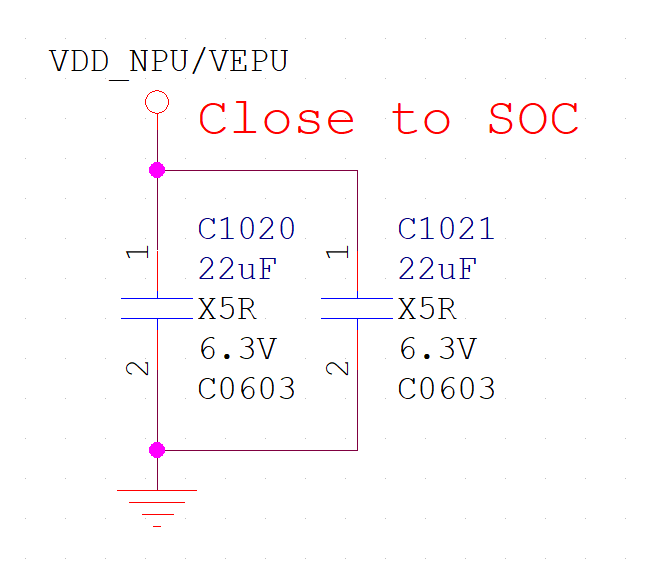 VDD_NPU/VEPU
Close to SOC
1
C1020
22uF
X5R
6.3V
C0603
2
1
C1021
22uF
X5R
6.3V
C0603
2